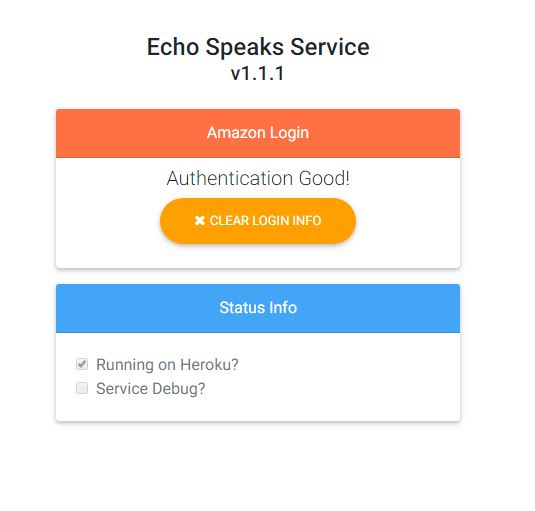 Echo Speaks Service
v1.1.1
Amazon Login
Authentication Good!
✖ CLEAR LOGIN INFO
Status Info
Running on Heroku?
Service Debug?